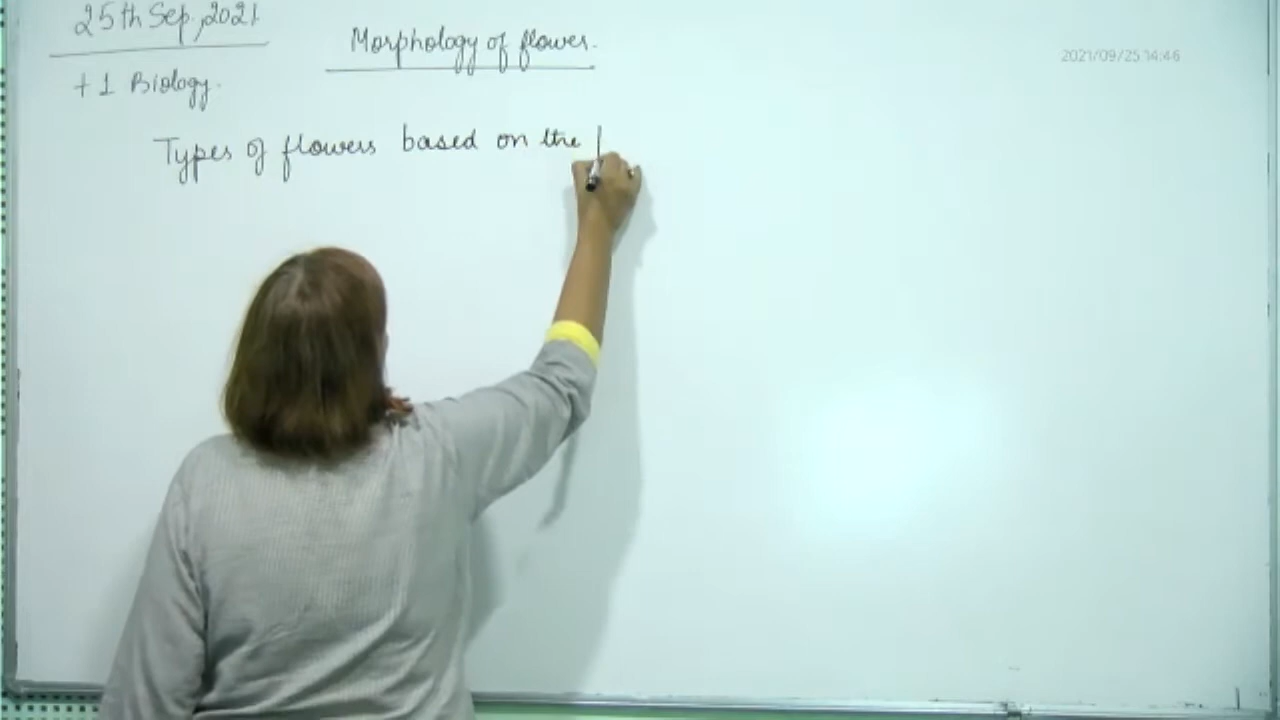 25th Sep, 2021.
Morphology of flower.
2021/09/25 14:46
+1 Biology.
Types of flowers based on the